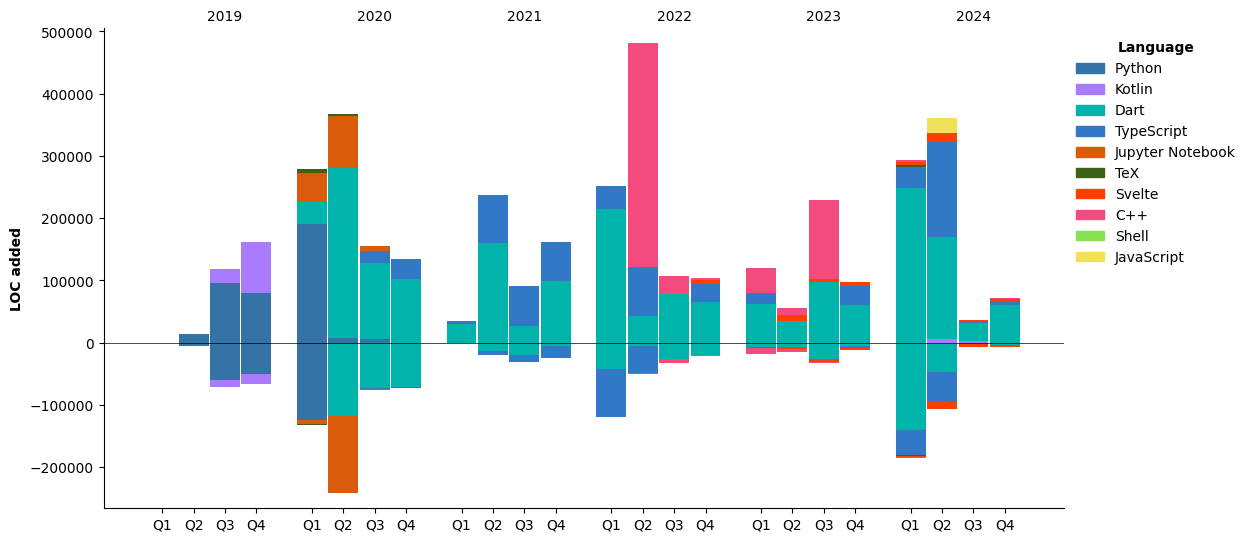 2019 2020 2021 2022 2023 2024
500000
400000
300000
200000
100000
0
−100000
−200000
LOC added
Q1 Q2 Q3 Q4 Q1 Q2 Q3 Q4 Q1 Q2 Q3 Q4 Q1 Q2 Q3 Q4 Q1 Q2 Q3 Q4 Q1 Q2 Q3 Q4
Language
Python
Kotlin
Dart
TypeScript
Jupyter Notebook
TeX
Svelte
C++
Shell
JavaScript